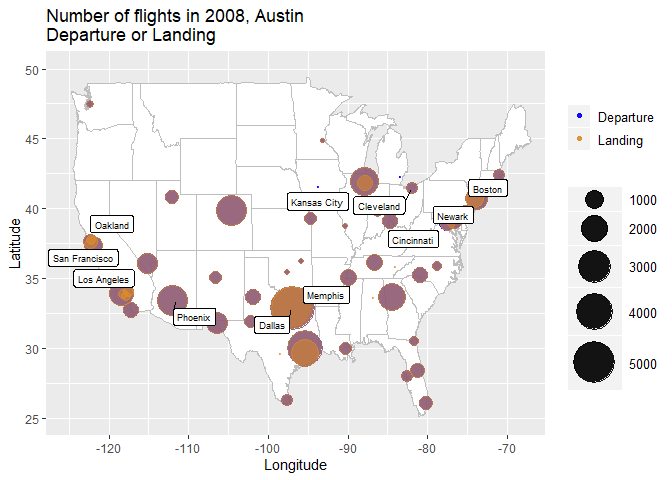 Number of flights in 2008, Austin
Departure or Landing
50
45
40
35
30
25
Latitude
-120
-110
-100
-90
-80
-70
Longitude
Oakland
San Francisco
Los Angeles
Phoenix
Dallas
Memphis
Kansas City
Cleveland
Cincinnati
Newark
Boston
Departure
Landing
1000
2000
3000
4000
5000